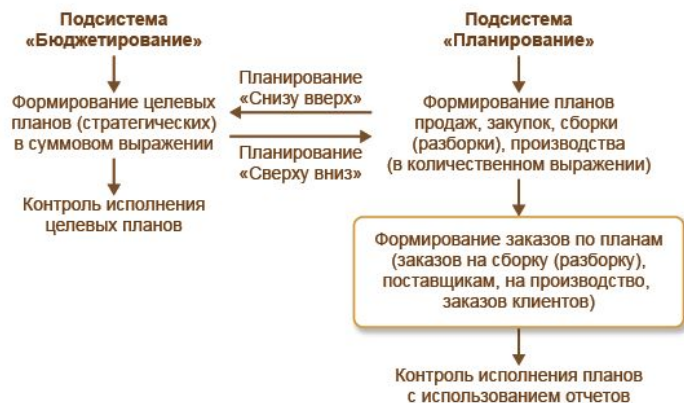 Подсистема
«Бюджетирование»
Формирование целевых
планов (стратегических)
в суммовом выражении
Контроль исполнения
целевых планов
Планирование
«Снизу вверх»
Планирование
«Сверху вниз»
Подсистема
«Планирование»
Формирование планов
продаж, закупок, сборки
(разборки), производства
(в количественном выражении)
Формирование заказов по планам
(заказов на сборку (разборку),
поставщикам, на производство,
заказов клиентов)
Контроль исполнения планов
с использованием отчетов